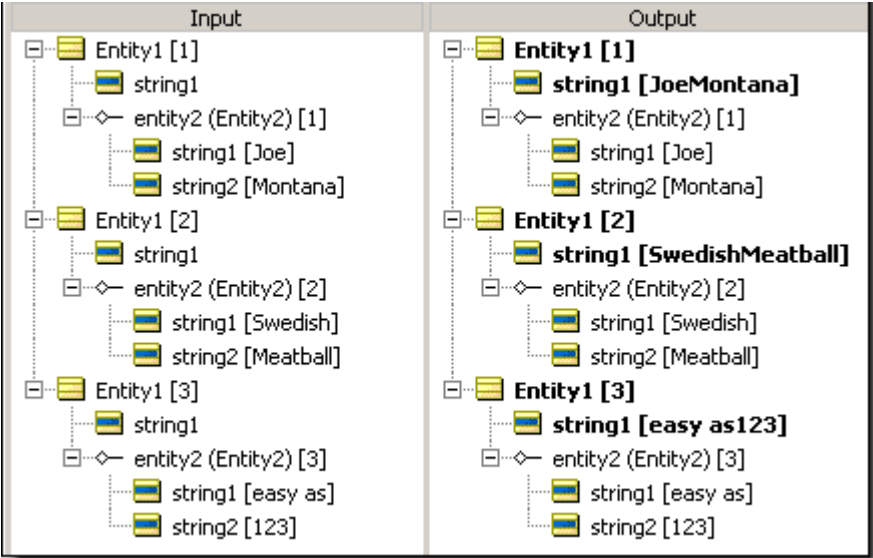 Input
Entity1 [1]
string1
entity2 (Entity2) [1]
string1 [Joe]
string2 [Montana]
Entity1 [2]
string1
entity2 (Entity2) [2]
string1 [Swedish]
string2 [Meatball]
Entity1 [3]
string1
entity2 (Entity2) [3]
string1 [easy as]
string2 [123]
Output
Entity1 [1]
string1 [JoeMontana]
entity2 (Entity2) [1]
string1 [Joe]
string2 [Montana]
Entity1 [2]
string1 [SwedishMeatball]
entity2 (Entity2) [2]
string1 [Swedish]
string2 [Meatball]
Entity1 [3]
string1 [easy as123]
entity2 (Entity2) [3]
string1 [easy as]
string2 [123]